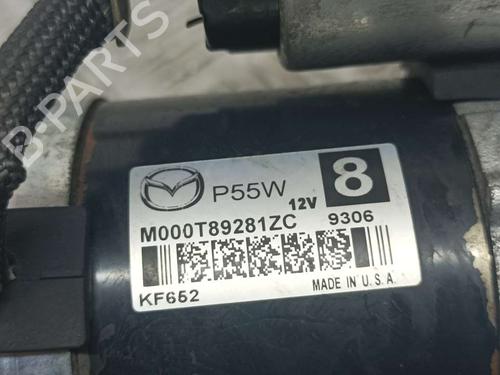 B-PARTS
P55W
12V
8
M000T89281ZC
9306
KF652
MADE IN U.S.A.